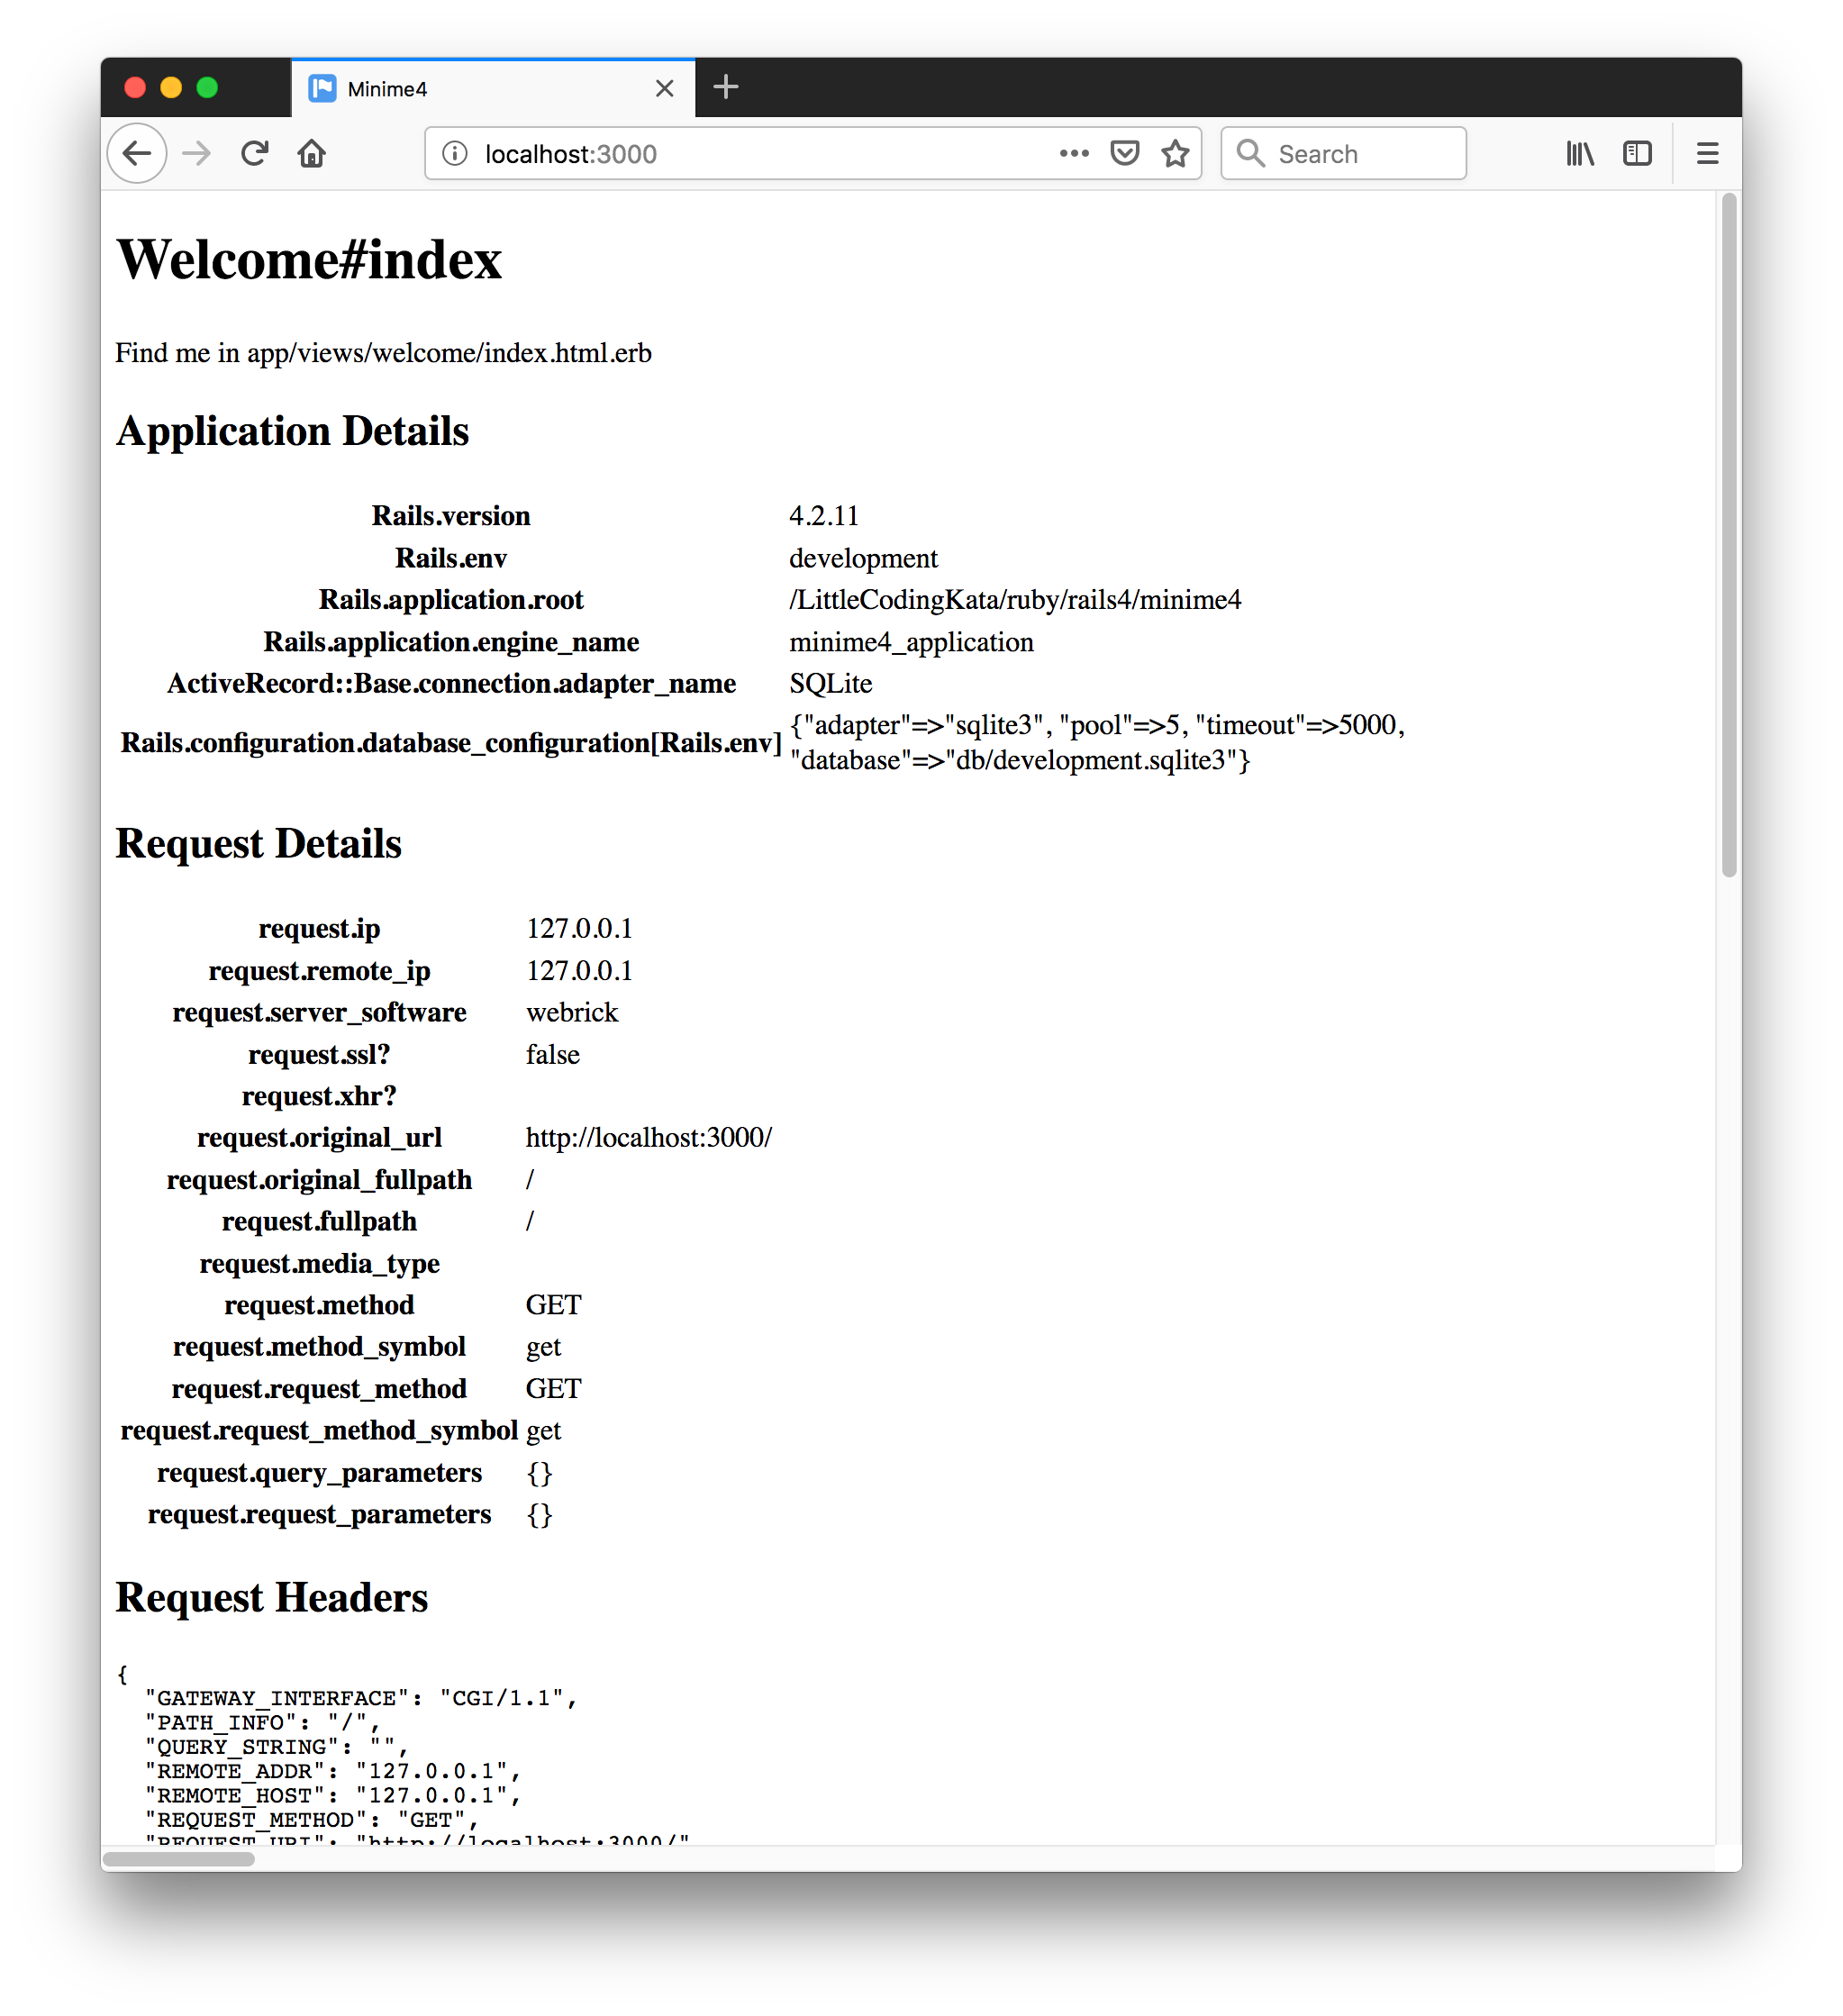 Minime4
localhost:3000
Search
Welcome#index
Find me in app/views/welcome/index.html.erb
Application Details
Rails.version 4.2.11
Rails.env development
Rails.application.root /LittleCodingKata/ruby/rails4/minime4
Rails.application.engine_name minime4_application
ActiveRecord::Base.connection.adapter_name SQLite
Rails.configuration.database_configuration[Rails.env] {"adapter"=>"sqlite3", "pool"=>5, "timeout"=>5000,
"database"=>"db/development.sqlite3"}
Request Details
request.ip 127.0.0.1
request.remote_ip 127.0.0.1
request.server_software webrick
request.ssl? false
request.xhr?
request.original_url http://localhost:3000/
request.original_fullpath /
request.fullpath /
request.media_type
request.method GET
request.method_symbol get
request.request_method GET
request.request_method_symbol get
request.query_parameters {}
request.request_parameters {}
Request Headers
{
"GATEWAY_INTERFACE": "CGI/1.1",
"PATH_INFO": "/",
"QUERY_STRING": "",
"REMOTE_ADDR": "127.0.0.1",
"REMOTE_HOST": "127.0.0.1",
"REQUEST_METHOD": "GET",
"REQUEST_URI": "http://localhost:3000/"